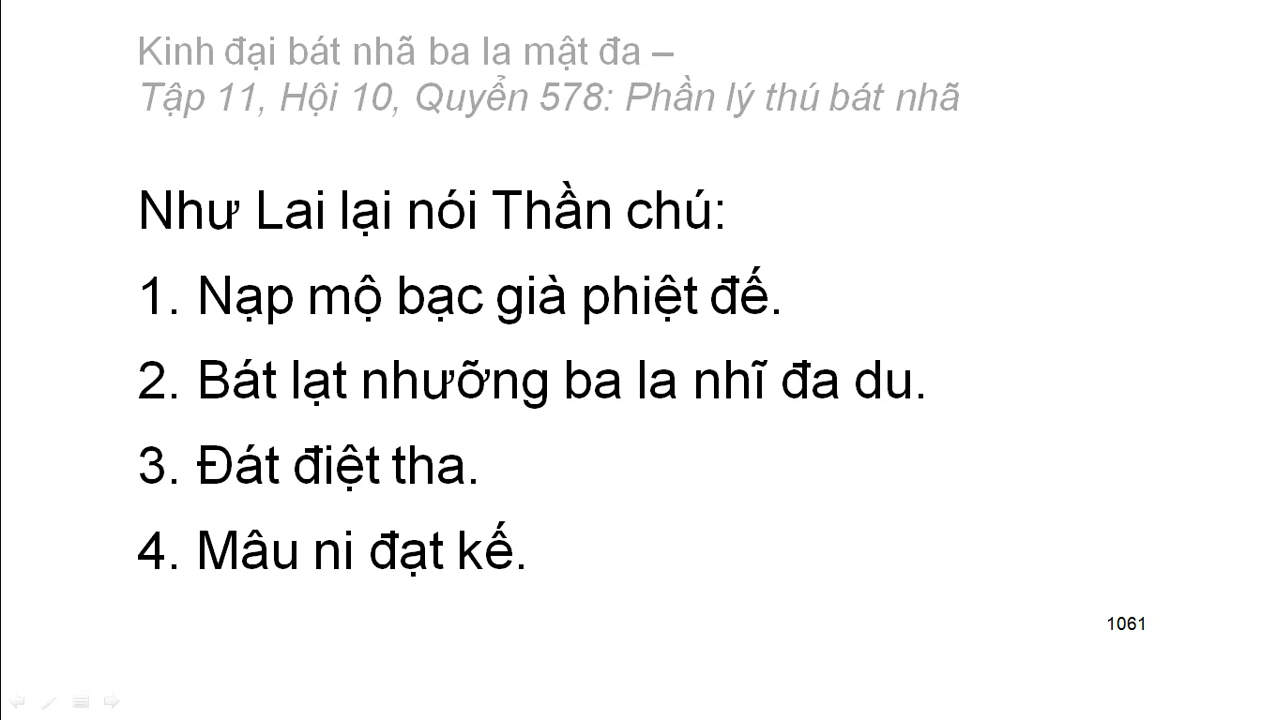 Kinh đại bát nhã ba la mật đa –
Tập 11, Hội 10, Quyển 578: Phần lý thú bát nhã
Như Lai lại nói Thần chú:
1. Nạp mộ bạc già phiệt đế.
2. Bát lạt nhưỡng ba la nhĩ đa du.
3. Đát điệt tha.
4. Mâu ni đạt kế.
1061